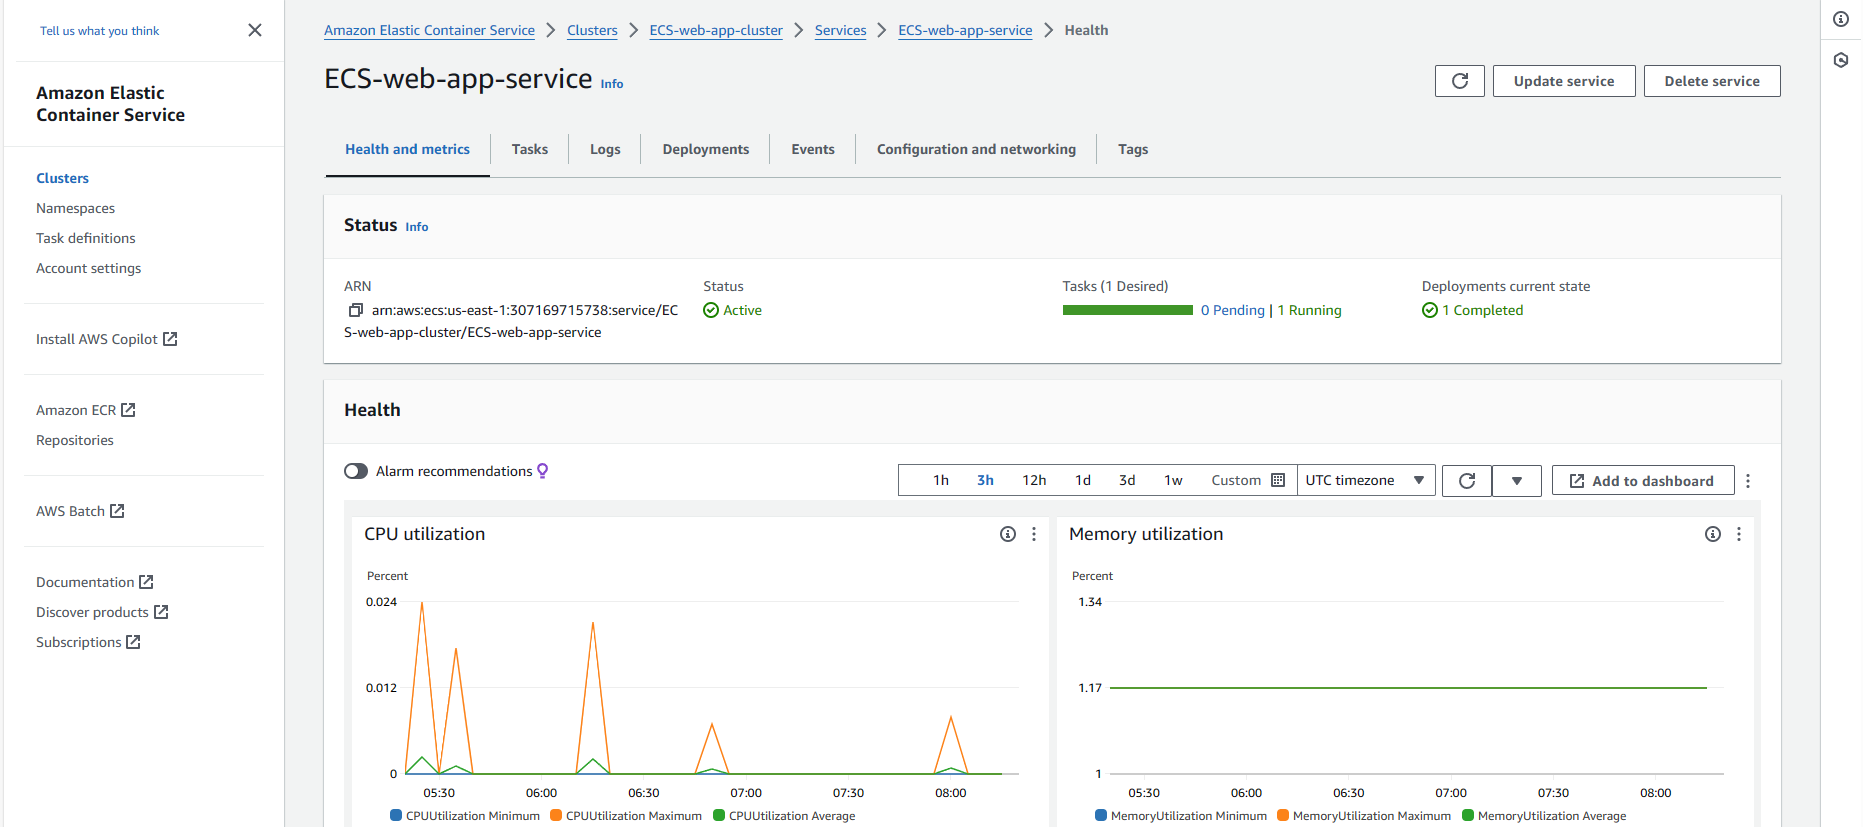 Tell us what you think
Amazon Elastic
Container Service
Clusters
Namespaces
Task definitions
Account settings
Install AWS Copilot
Amazon ECR
Repositories
AWS Batch
Documentation
Discover products
Subscriptions
Amazon Elastic Container Service > Clusters > ECS-web-app-cluster > Services > ECS-web-app-service > Health
ECS-web-app-service Info
Update service
Delete service
Health and metrics
Tasks
Logs
Deployments
Events
Configuration and networking
Tags
Status Info
ARN
arn:aws:ecs:us-east-1:307169715738:service/EC
S-web-app-cluster/ECS-web-app-service
Status
Active
Tasks (1 Desired)
0 Pending | 1 Running
Deployments current state
1 Completed
Health
Alarm recommendations
1h 3h 12h 1d 3d 1w Custom
UTC timezone
Add to dashboard
CPU utilization
Percent
0.024
0.012
0
05:30 06:00 06:30 07:00 07:30 08:00
CPUUtilization Minimum CPUUtilization Maximum CPUUtilization Average
Memory utilization
Percent
1.34
1.17
1
05:30 06:00 06:30 07:00 07:30 08:00
MemoryUtilization Minimum MemoryUtilization Maximum MemoryUtilization Average